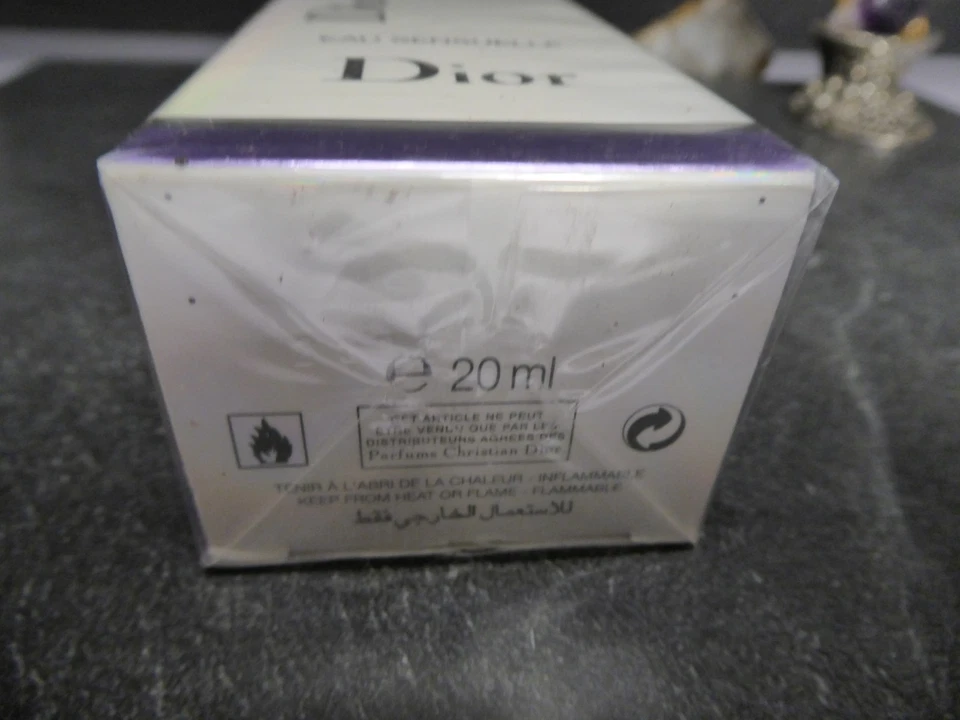 EAU SENSUELLE
Dior
e 20 ml
CET ARTICLE NE PEUT
ÊTRE VENDU QUE PAR LES
DISTRIBUTEURS AGRÉES DES
Parfums Christian Dior
TENIR À L'ABRI DE LA CHALEUR - INFLAMMABLE
KEEP FROM HEAT OR FLAME - FLAMMABLE
للاستعمال الخارجي فقط